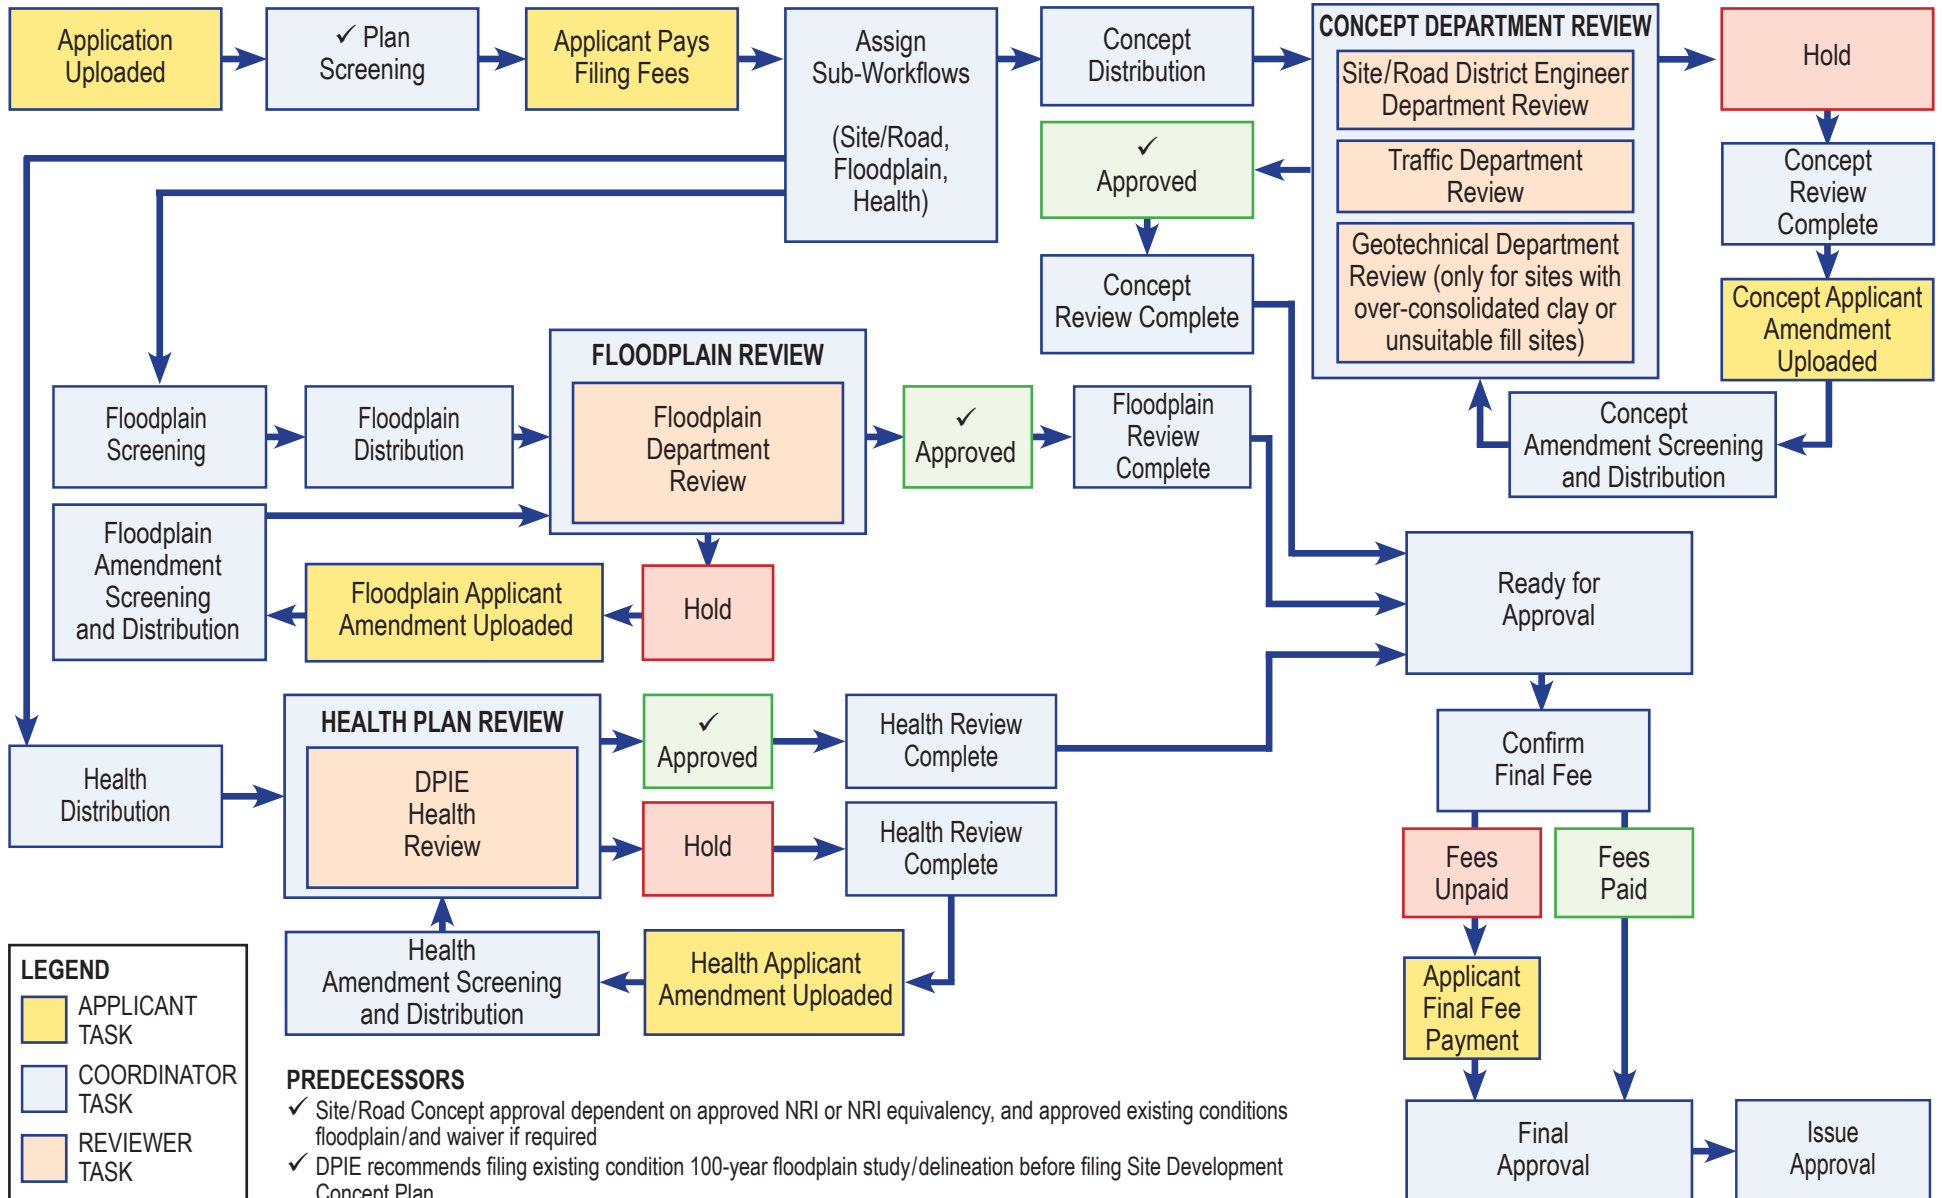 Application
Uploaded
✓ Plan
Screening
Applicant Pays
Filing Fees
Assign
Sub-Workflows
(Site/Road,
Floodplain,
Health)
Concept
Distribution
CONCEPT DEPARTMENT REVIEW
Site/Road District Engineer
Department Review
Traffic Department
Review
Geotechnical Department
Review (only for sites with
over-consolidated clay or
unsuitable fill sites)
Hold
Concept
Review
Complete
Concept Applicant
Amendment
Uploaded
Concept
Amendment Screening
and Distribution
✓
Approved
Concept
Review Complete
Floodplain
Screening
Floodplain
Distribution
FLOODPLAIN REVIEW
Floodplain
Department
Review
✓
Approved
Floodplain
Review
Complete
Floodplain
Amendment
Screening
and Distribution
Floodplain Applicant
Amendment Uploaded
Hold
Ready for
Approval
Health
Distribution
HEALTH PLAN REVIEW
DPIE
Health
Review
✓
Approved
Health Review
Complete
Hold
Health Review
Complete
Health
Amendment Screening
and Distribution
Health Applicant
Amendment Uploaded
Confirm
Final Fee
Fees
Unpaid
Fees
Paid
Applicant
Final Fee
Payment
Final
Approval
Issue
Approval
LEGEND
APPLICANT
TASK
COORDINATOR
TASK
REVIEWER
TASK
PREDECESSORS
✓ Site/Road Concept approval dependent on approved NRI or NRI equivalency, and approved existing conditions
floodplain/and waiver if required
✓ DPIE recommends filing existing condition 100-year floodplain study/delineation before filing Site Development
Concept Plan